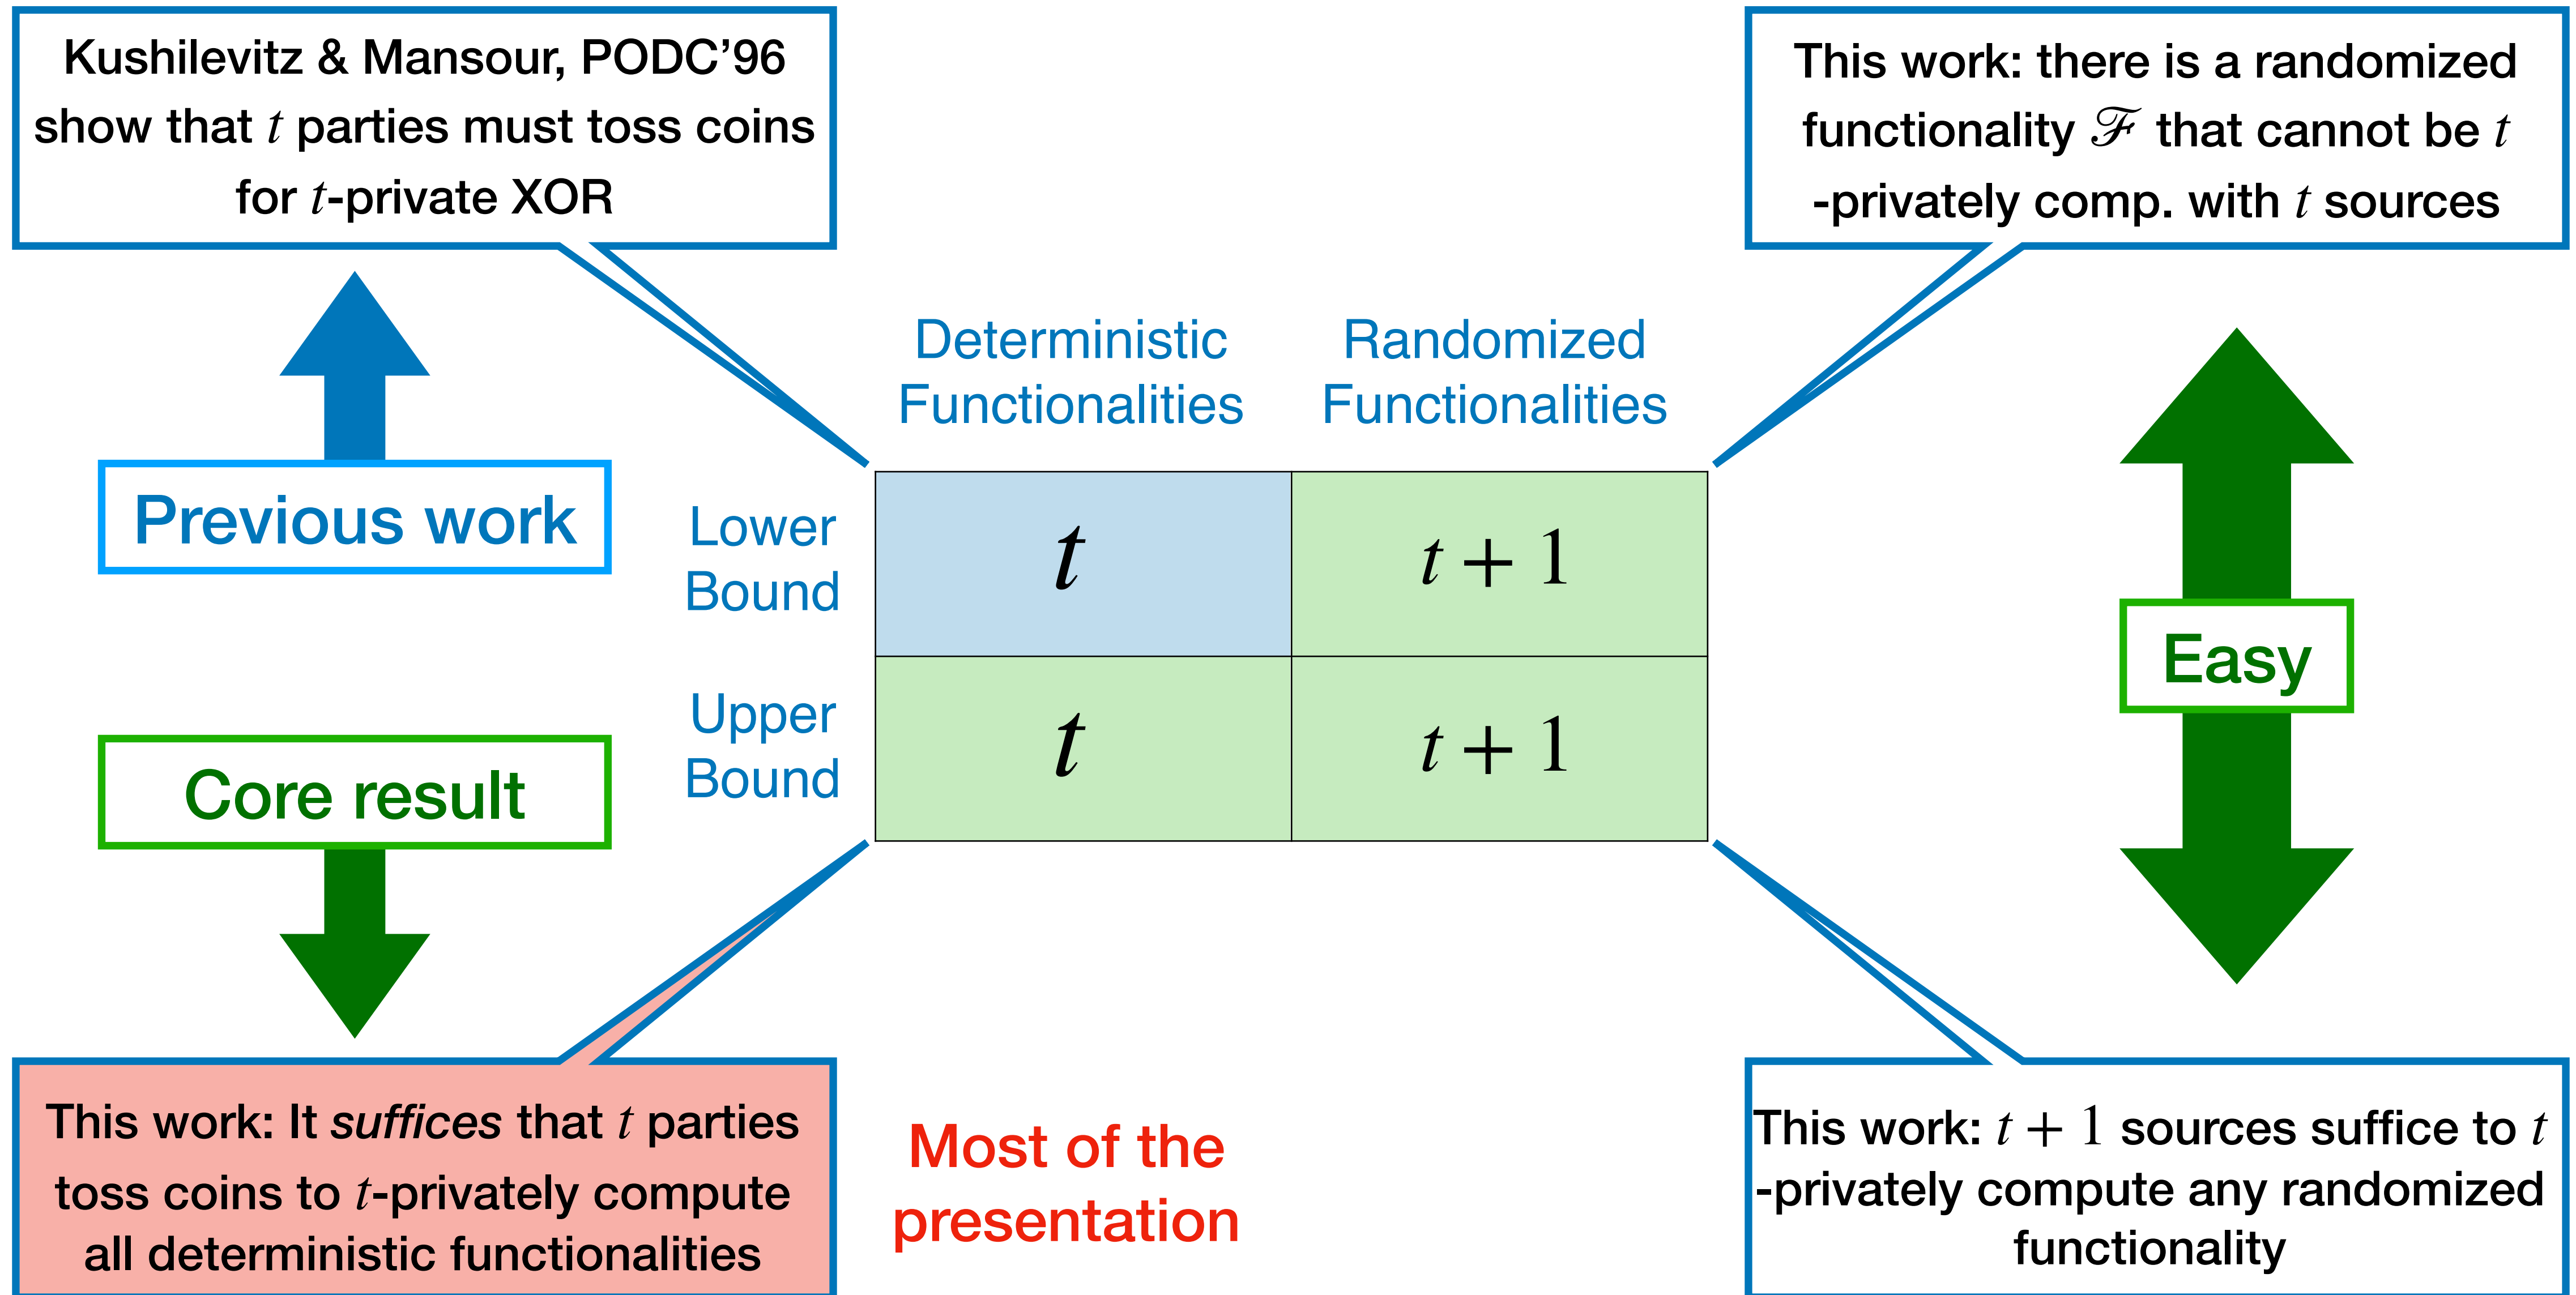 Kushilevitz & Mansour, PODC’96
show that t parties must toss coins
for t-private XOR
This work: there is a randomized
functionality ℱ that cannot be t
-privately comp. with t sources
Previous work
Deterministic
Functionalities
Randomized
Functionalities
Lower
Bound
t
t + 1
Upper
Bound
t
t + 1
Easy
Core result
This work: It suffices that t parties
toss coins to t-privately compute
all deterministic functionalities
Most of the
presentation
This work: t + 1 sources suffice to t
-privately compute any randomized
functionality